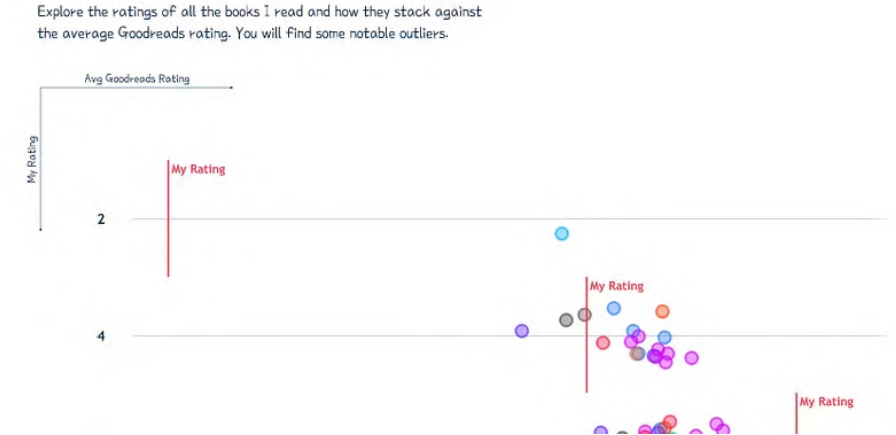 Explore the ratings of all the books I read and how they stack against
the average Goodreads rating. You will find some notable outliers.
Avg Goodreads Rating
My Rating
My Rating
2
My Rating
4
My Rating